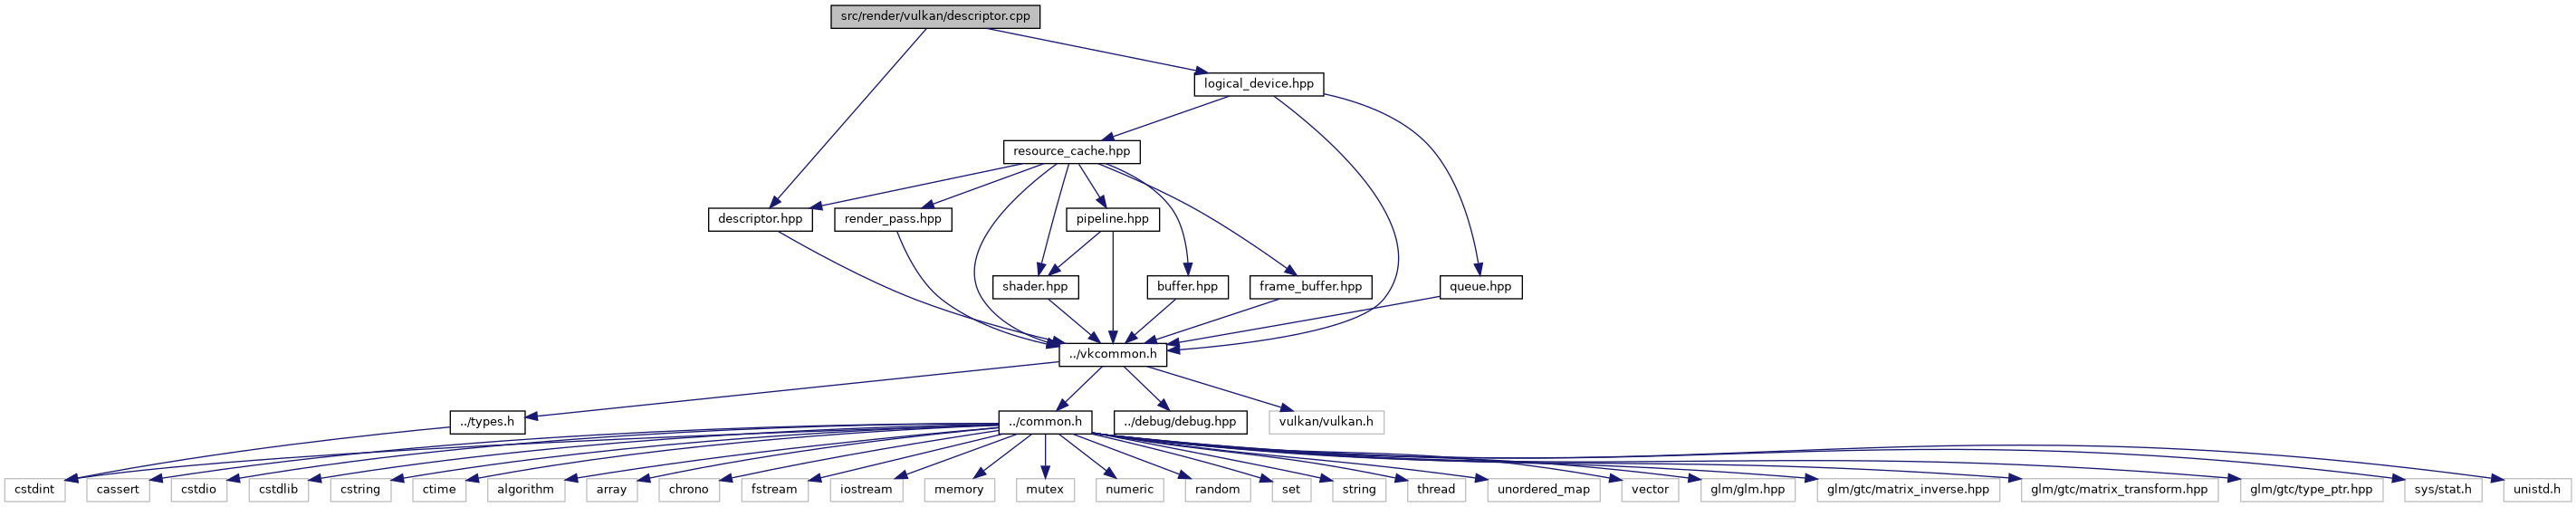 src/render/vulkan/descriptor.cpp
logical_device.hpp
resource_cache.hpp
descriptor.hpp
render_pass.hpp
pipeline.hpp
shader.hpp
buffer.hpp
frame_buffer.hpp
queue.hpp
../vkcommon.h
../types.h
../common.h
../debug/debug.hpp
vulkan/vulkan.h
cstdint
cassert
cstdio
cstdlib
cstring
ctime
algorithm
array
chrono
fstream
iostream
memory
mutex
numeric
random
set
string
thread
unordered_map
vector
glm/glm.hpp
glm/gtc/matrix_inverse.hpp
glm/gtc/matrix_transform.hpp
glm/gtc/type_ptr.hpp
sys/stat.h
unistd.h